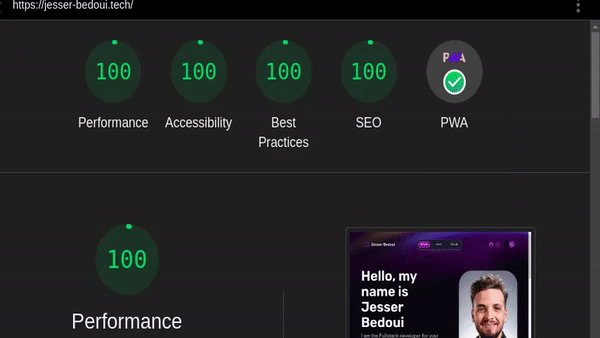 https://jesser-bedoui.tech/
100 100 100 100 PWA
Performance Accessibility Best Practices SEO PWA
100
Performance
Jesser Bedoui
Hello, my
name is
Jesser
Bedoui
I am the Fullstack developer for your